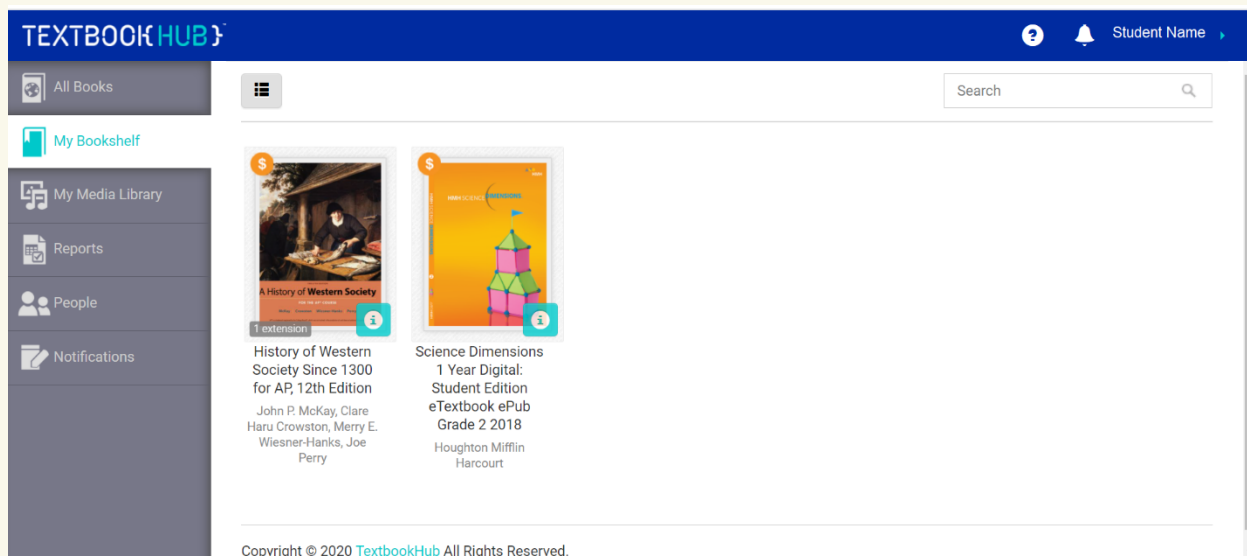 TEXTBOOK{HUB}
Student Name
All Books
My Bookshelf
My Media Library
Reports
People
Notifications
Search
$
A History of Western Society
1 extension
i
History of Western
Society Since 1300
for AP, 12th Edition
John P. McKay, Clare
Haru Crowston, Merry E.
Wiesner-Hanks, Joe
Perry
$
DIMENSIONS
i
Science Dimensions
1 Year Digital:
Student Edition
eTextbook ePub
Grade 2 2018
Houghton Mifflin
Harcourt
Copyright © 2020 TextbookHub All Rights Reserved.